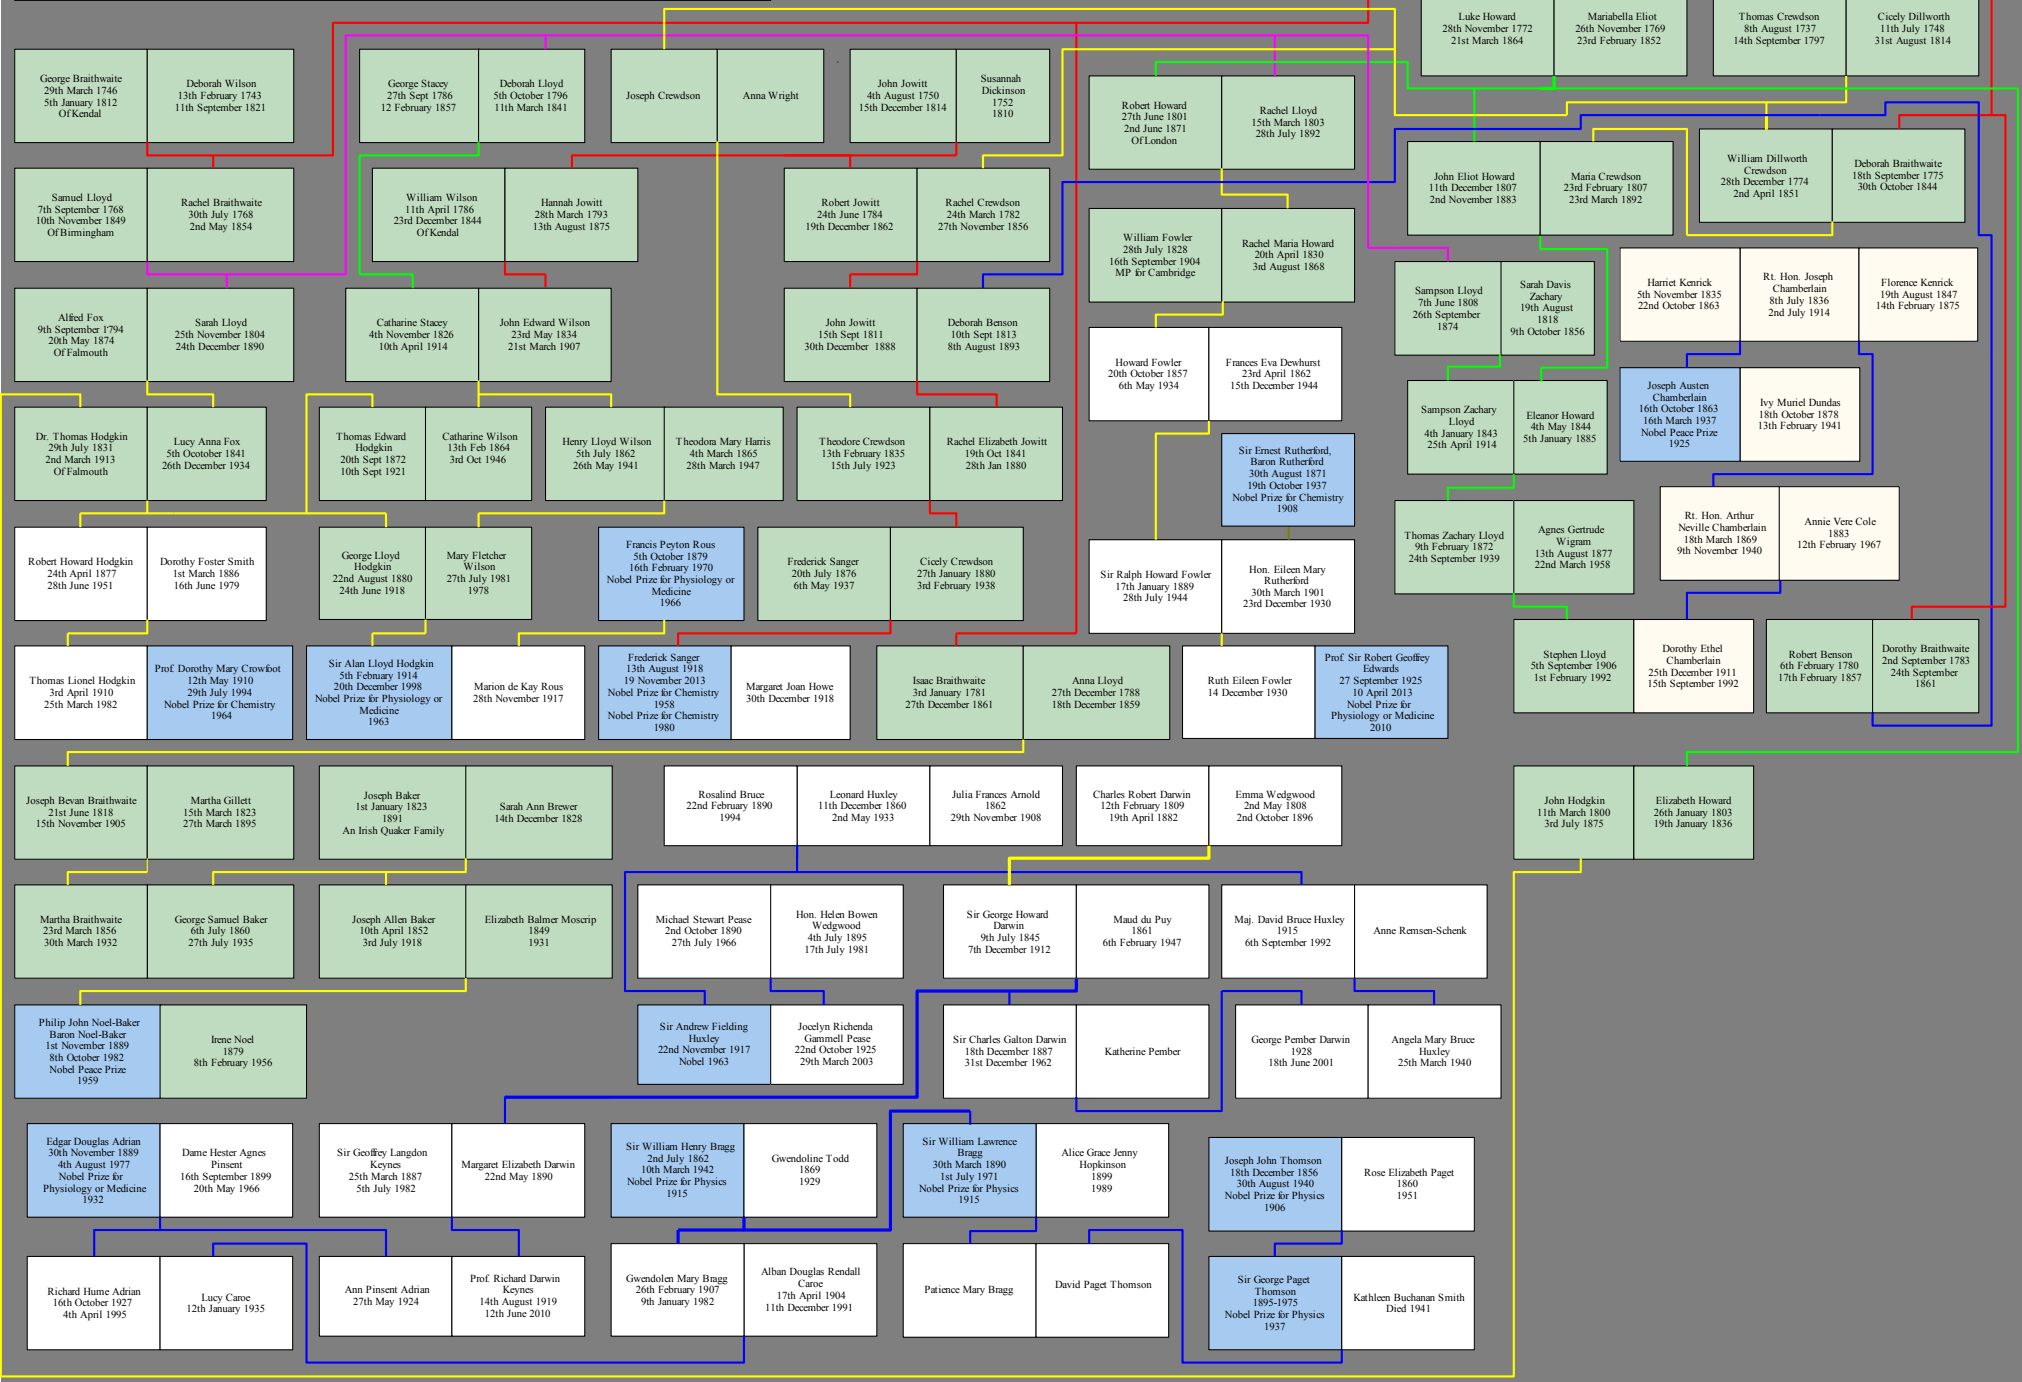 Luke Howard
28th November 1772
21st March 1864
Mariabella Eliot
26th November 1769
23rd February 1852
Thomas Crewdson
8th August 1737
14th September 1797
Cicely Dillworth
11th July 1748
31st August 1814
George Braithwaite
29th March 1746
5th January 1812
Of Kendal
Deborah Wilson
13th February 1743
11th September 1821
George Stacey
27th Sept 1786
12 February 1857
Deborah Lloyd
5th October 1796
11th March 1841
Joseph Crewdson
Anna Wright
John Jowitt
4th August 1750
15th December 1814
Susannah
Dickinson
1752
1810
Robert Howard
27th June 1801
2nd June 1871
Of London
Rachel Lloyd
15th March 1803
28th July 1892
John Eliot Howard
11th December 1807
2nd November 1883
Maria Crewdson
23rd February 1807
23rd March 1892
William Dillworth
Crewdson
28th December 1774
2nd April 1851
Deborah Braithwaite
18th September 1775
30th October 1844
Samuel Lloyd
7th September 1768
10th November 1849
Of Birmingham
Rachel Braithwaite
30th July 1768
2nd May 1854
William Wilson
11th April 1786
23rd December 1844
Of Kendal
Hannah Jowitt
28th March 1793
13th August 1875
Robert Jowitt
24th June 1784
19th December 1862
Rachel Crewdson
24th March 1782
27th November 1856
William Fowler
28th July 1828
16th September 1904
MP for Cambridge
Rachel Maria Howard
20th April 1830
3rd August 1868
Sampson Lloyd
7th June 1808
26th September
1874
Sarah Davis
Zachary
19th August
1818
9th October 1856
Harriet Kenrick
5th November 1835
22nd October 1863
Rt. Hon. Joseph
Chamberlain
8th July 1836
2nd July 1914
Florence Kenrick
19th August 1847
14th February 1875
Alfred Fox
9th September 1794
20th May 1874
Of Falmouth
Sarah Lloyd
25th November 1804
24th December 1890
Catharine Stacey
4th November 1826
10th April 1914
John Edward Wilson
23rd May 1834
21st March 1907
John Jowitt
15th Sept 1811
30th December 1888
Deborah Benson
10th Sept 1813
8th August 1893
Howard Fowler
20th October 1857
6th May 1934
Frances Eva Dewhurst
23rd April 1862
15th December 1944
Sampson Zachary
Lloyd
4th January 1843
25th April 1914
Eleanor Howard
4th May 1844
5th January 1885
Joseph Austen
Chamberlain
16th October 1863
16th March 1937
Nobel Peace Prize
1925
Ivy Muriel Dundas
18th October 1878
13th February 1941
Dr. Thomas Hodgkin
29th July 1831
2nd March 1913
Of Falmouth
Lucy Anna Fox
5th Ocotober 1841
26th December 1934
Thomas Edward
Hodgkin
20th Sept 1872
10th Sept 1921
Catharine Wilson
13th Feb 1864
3rd Oct 1946
Henry Lloyd Wilson
5th July 1862
26th May 1941
Theodora Mary Harris
4th March 1865
28th March 1947
Theodore Crewdson
13th February 1835
15th July 1923
Rachel Elizabeth Jowitt
19th Oct 1841
28th Jan 1880
Sir Ernest Rutherford,
Baron Rutherford
30th August 1871
19th October 1937
Nobel Prize for Chemistry
1908
Thomas Zachary Lloyd
9th February 1872
24th September 1939
Agnes Gertrude
Wigram
13th August 1877
22nd March 1958
Rt. Hon. Arthur
Neville Chamberlain
18th March 1869
9th November 1940
Annie Vere Cole
1883
12th February 1967
Robert Howard Hodgkin
24th April 1877
28th June 1951
Dorothy Foster Smith
1st March 1886
16th June 1979
George Lloyd
Hodgkin
22nd August 1880
24th June 1918
Mary Fletcher
Wilson
27th July 1981
1978
Francis Peyton Rous
5th October 1879
16th February 1970
Nobel Prize for Physiology or
Medicine
1966
Frederick Sanger
20th July 1876
6th May 1937
Cicely Crewdson
27th January 1880
3rd February 1938
Sir Ralph Howard Fowler
17th January 1889
28th July 1944
Hon. Eileen Mary
Rutherford
30th March 1901
23rd December 1930
Thomas Lionel Hodgkin
3rd April 1910
25th March 1982
Prof. Dorothy Mary Crowfoot
12th May 1910
29th July 1994
Nobel Prize for Chemistry
1964
Sir Alan Lloyd Hodgkin
5th February 1914
20th December 1998
Nobel Prize for Physiology or
Medicine
1963
Marion de Kay Rous
28th November 1917
Frederick Sanger
13th August 1918
19 November 2013
Nobel Prize for Chemistry
1958
Nobel Prize for Chemistry
1980
Margaret Joan Howe
30th December 1918
Isaac Braithwaite
3rd January 1781
27th December 1861
Anna Lloyd
27th December 1788
18th December 1859
Ruth Eileen Fowler
14 December 1930
Prof. Sir Robert Geoffrey
Edwards
27 September 1925
10 April 2013
Nobel Prize for
Physiology or Medicine
2010
Stephen Lloyd
5th September 1906
1st February 1992
Dorothy Ethel
Chamberlain
25th December 1911
15th September 1992
Robert Benson
6th February 1780
17th February 1857
Dorothy Braithwaite
2nd September 1783
24th September
1861
Joseph Bevan Braithwaite
21st June 1818
15th November 1905
Martha Gillett
15th March 1823
27th March 1895
Joseph Baker
1st January 1823
1891
An Irish Quaker Family
Sarah Ann Brewer
14th December 1828
Rosalind Bruce
22nd February 1890
1994
Leonard Huxley
11th December 1860
2nd May 1933
Julia Frances Arnold
1862
29th November 1908
Charles Robert Darwin
12th February 1809
19th April 1882
Emma Wedgwood
2nd May 1808
2nd October 1896
John Hodgkin
11th March 1800
3rd July 1875
Elizabeth Howard
26th January 1803
19th January 1836
Martha Braithwaite
23rd March 1856
30th March 1932
George Samuel Baker
6th July 1860
27th July 1935
Joseph Allen Baker
10th April 1852
3rd July 1918
Elizabeth Balmer Moscrip
1849
1931
Michael Stewart Pease
2nd October 1890
27th July 1966
Hon. Helen Bowen
Wedgwood
4th July 1895
17th July 1981
Sir George Howard
Darwin
9th July 1845
7th December 1912
Maud du Puy
1861
6th February 1947
Maj. David Bruce Huxley
1915
6th September 1992
Anne Remsen-Schenk
Philip John Noel-Baker
Baron Noel-Baker
1st November 1889
8th October 1982
Nobel Peace Prize
1959
Irene Noel
1879
8th February 1956
Sir Andrew Fielding
Huxley
22nd November 1917
Nobel 1963
Jocelyn Richenda
Gammell Pease
22nd October 1925
29th March 2003
Sir Charles Galton Darwin
18th December 1887
31st December 1962
Katherine Pember
George Pember Darwin
1928
18th June 2001
Angela Mary Bruce
Huxley
25th March 1940
Edgar Douglas Adrian
30th November 1889
4th August 1977
Nobel Prize for
Physiology or Medicine
1932
Dame Hester Agnes
Pinsent
16th September 1899
20th May 1966
Sir Geoffrey Langdon
Keynes
25th March 1887
5th July 1982
Margaret Elizabeth Darwin
22nd May 1890
Sir William Henry Bragg
2nd July 1862
10th March 1942
Nobel Prize for Physics
1915
Gwendoline Todd
1869
1929
Sir William Lawrence
Bragg
30th March 1890
1st July 1971
Nobel Prize for Physics
1915
Alice Grace Jenny
Hopkinson
1899
1989
Joseph John Thomson
18th December 1856
30th August 1940
Nobel Prize for Physics
1906
Rose Elizabeth Paget
1860
1951
Richard Hume Adrian
16th October 1927
4th April 1995
Lucy Caroe
12th January 1935
Ann Pinsent Adrian
27th May 1924
Prof. Richard Darwin
Keynes
14th August 1919
12th June 2010
Gwendolen Mary Bragg
26th February 1907
9th January 1982
Alban Douglas Rendall
Caroe
17th April 1904
11th December 1991
Patience Mary Bragg
David Paget Thomson
Sir George Paget
Thomson
1895-1975
Nobel Prize for Physics
1937
Kathleen Buchanan Smith
Died 1941